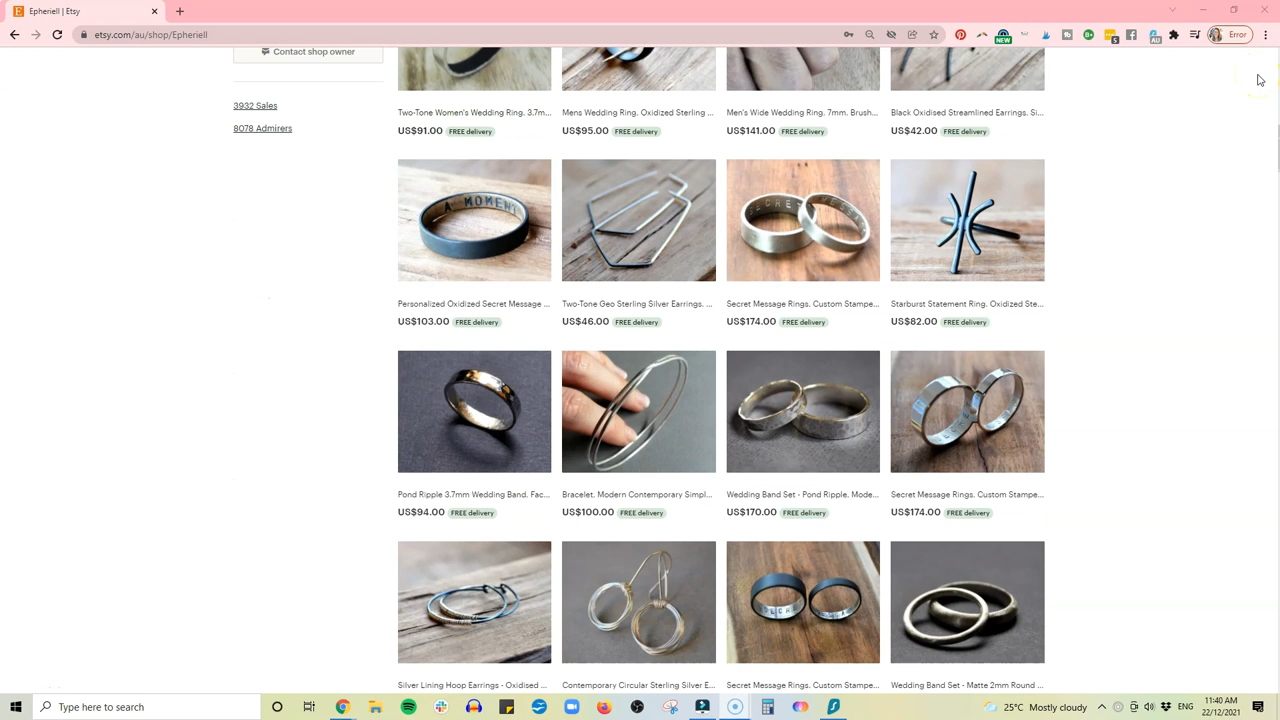 Epheriell | Etsy
etsy.com/au/shop/Epheriell
NEW
5
AU
Error
Contact shop owner
3932 Sales
8078 Admirers
Two-Tone Women's Wedding Ring. 3.7m...
Mens Wedding Ring. Oxidized Sterling ...
Men's Wide Wedding Ring. 7mm. Brush...
Black Oxidised Streamlined Earrings. Si...
US$91.00 FREE delivery
US$95.00 FREE delivery
US$141.00 FREE delivery
US$42.00 FREE delivery
A MOMENT
SECRET
Personalized Oxidized Secret Message ...
Two-Tone Geo Sterling Silver Earrings. ...
Secret Message Rings. Custom Stampe...
Starburst Statement Ring. Oxidized Ste...
US$103.00 FREE delivery
US$46.00 FREE delivery
US$174.00 FREE delivery
US$82.00 FREE delivery
Pond Ripple 3.7mm Wedding Band. Fac...
Bracelet. Modern Contemporary Simpl...
Wedding Band Set - Pond Ripple. Mode...
Secret Message Rings. Custom Stampe...
US$94.00 FREE delivery
US$100.00 FREE delivery
US$170.00 FREE delivery
US$174.00 FREE delivery
Silver Lining Hoop Earrings - Oxidised ...
Contemporary Circular Sterling Silver E...
Secret Message Rings. Custom Stampe...
Wedding Band Set - Matte 2mm Round ...
Type here to search
25°C Mostly cloudy
ENG
11:40 AM
22/12/2021